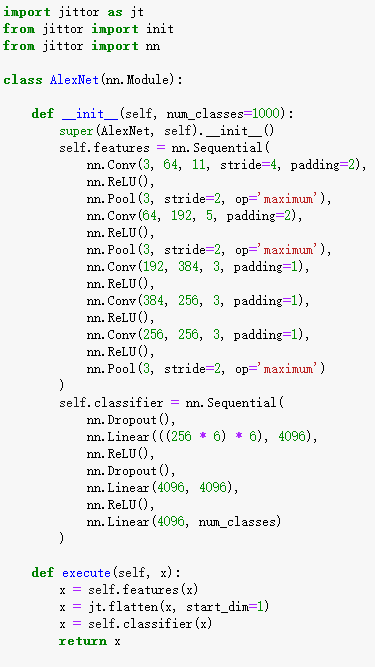 import jittor as jt
from jittor import init
from jittor import nn

class AlexNet(nn.Module):

    def __init__(self, num_classes=1000):
        super(AlexNet, self).__init__()
        self.features = nn.Sequential(
            nn.Conv(3, 64, 11, stride=4, padding=2),
            nn.ReLU(),
            nn.Pool(3, stride=2, op='maximum'),
            nn.Conv(64, 192, 5, padding=2),
            nn.ReLU(),
            nn.Pool(3, stride=2, op='maximum'),
            nn.Conv(192, 384, 3, padding=1),
            nn.ReLU(),
            nn.Conv(384, 256, 3, padding=1),
            nn.ReLU(),
            nn.Conv(256, 256, 3, padding=1),
            nn.ReLU(),
            nn.Pool(3, stride=2, op='maximum')
        )
        self.classifier = nn.Sequential(
            nn.Dropout(),
            nn.Linear(((256 * 6) * 6), 4096),
            nn.ReLU(),
            nn.Dropout(),
            nn.Linear(4096, 4096),
            nn.ReLU(),
            nn.Linear(4096, num_classes)
        )

    def execute(self, x):
        x = self.features(x)
        x = jt.flatten(x, start_dim=1)
        x = self.classifier(x)
        return x